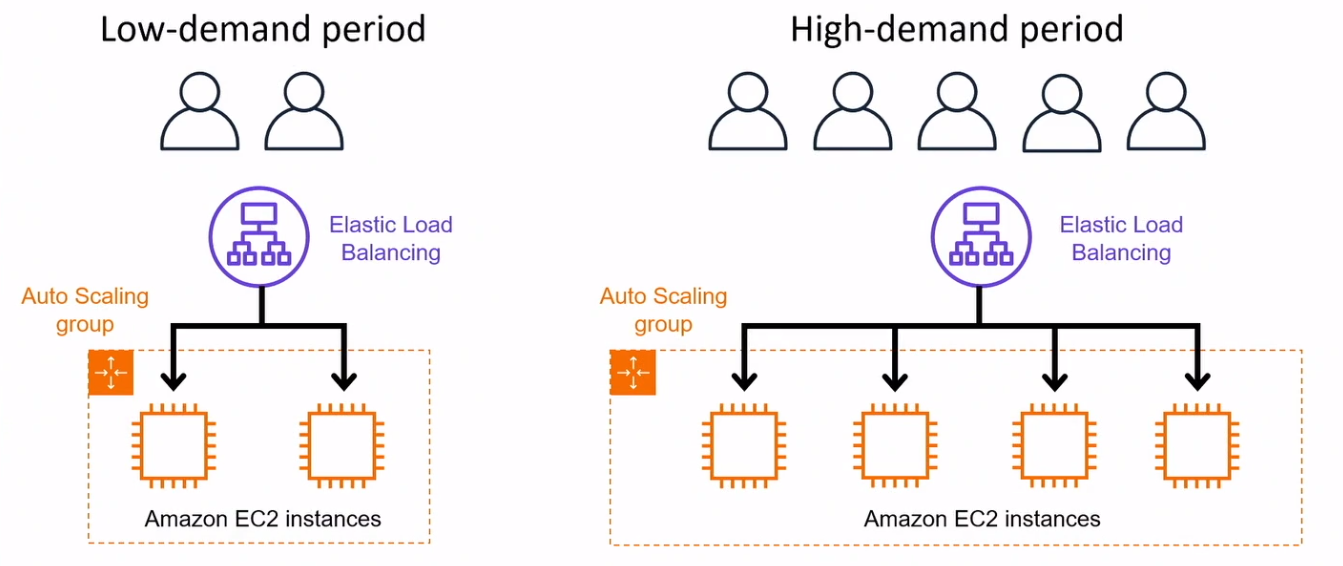 Low-demand period
Elastic Load
Balancing
Auto Scaling
group
Amazon EC2 instances
High-demand period
Elastic Load
Balancing
Auto Scaling
group
Amazon EC2 instances